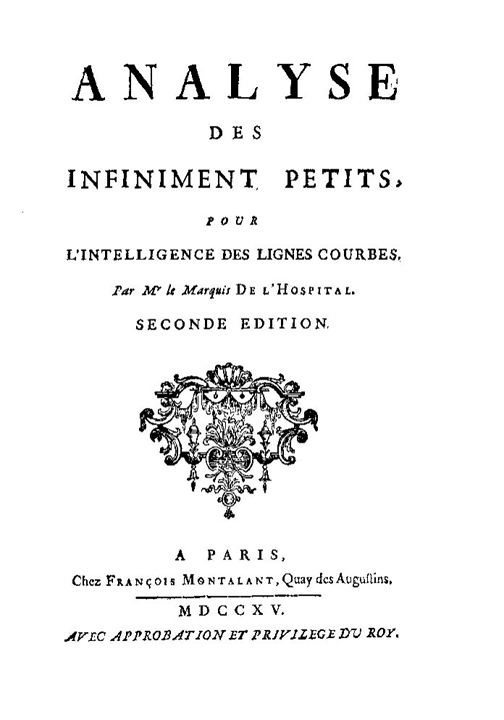 ANALYSE
DES
INFINIMENT PETITS,
POUR
L'INTELLIGENCE DES LIGNES COURBES.
Par Mr le Marquis DE L'HOSPITAL.
SECONDE EDITION.
A PARIS,
Chez FRANÇOIS MONTALANT, Quay des Augustins,
MDCCXV.
AVEC APPROBATION ET PRIVILEGE DU ROY.